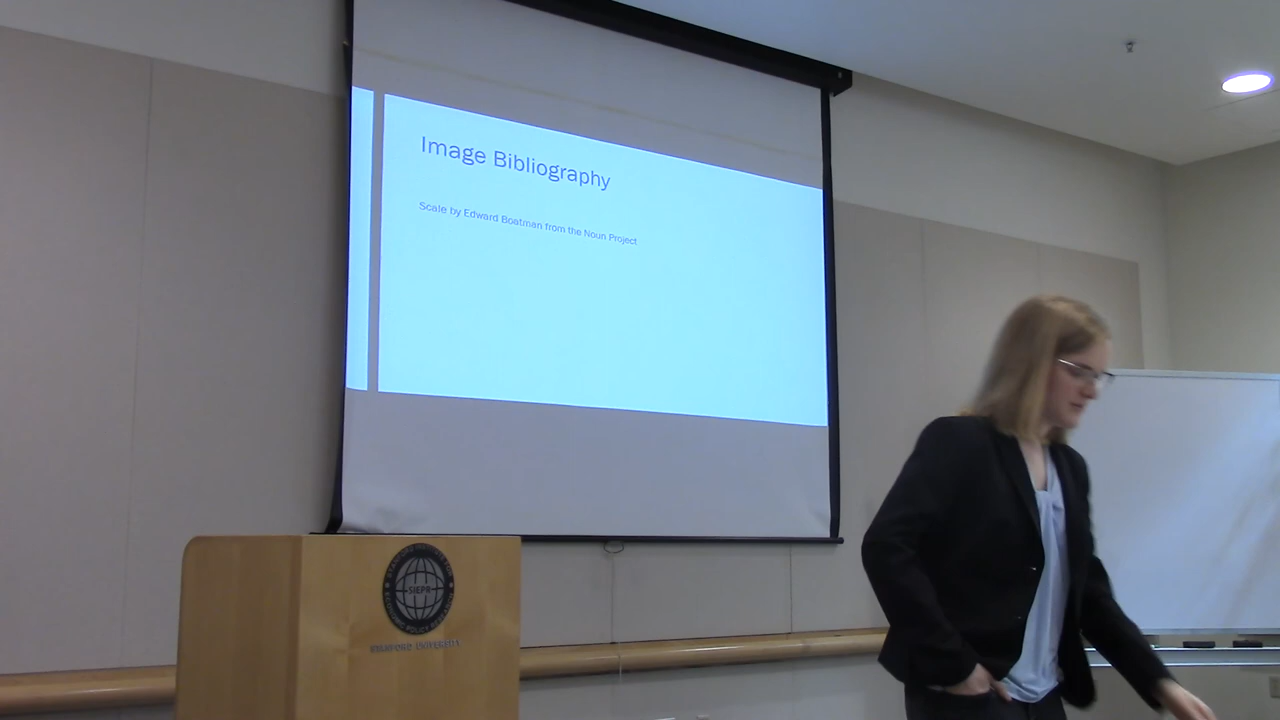 Image Bibliography
Scale by Edward Boatman from the Noun Project
SIEPR
STANFORD UNIVERSITY